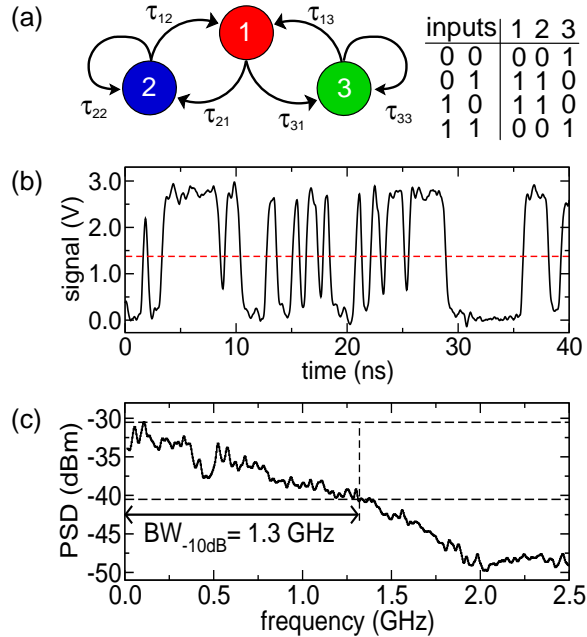 (a)
τ12 1 τ13
2 3
τ22 τ21 τ31 τ33
inputs 1 2 3
0 0 0 0 1
0 1 1 1 0
1 0 1 1 0
1 1 0 0 1
(b)
signal (V)
3.0
2.0
1.0
0.0
0 10 20 30 40
time (ns)
(c)
PSD (dBm)
-30
-35
-40
-45
-50
BW-10dB= 1.3 GHz
0.0 0.5 1.0 1.5 2.0 2.5
frequency (GHz)